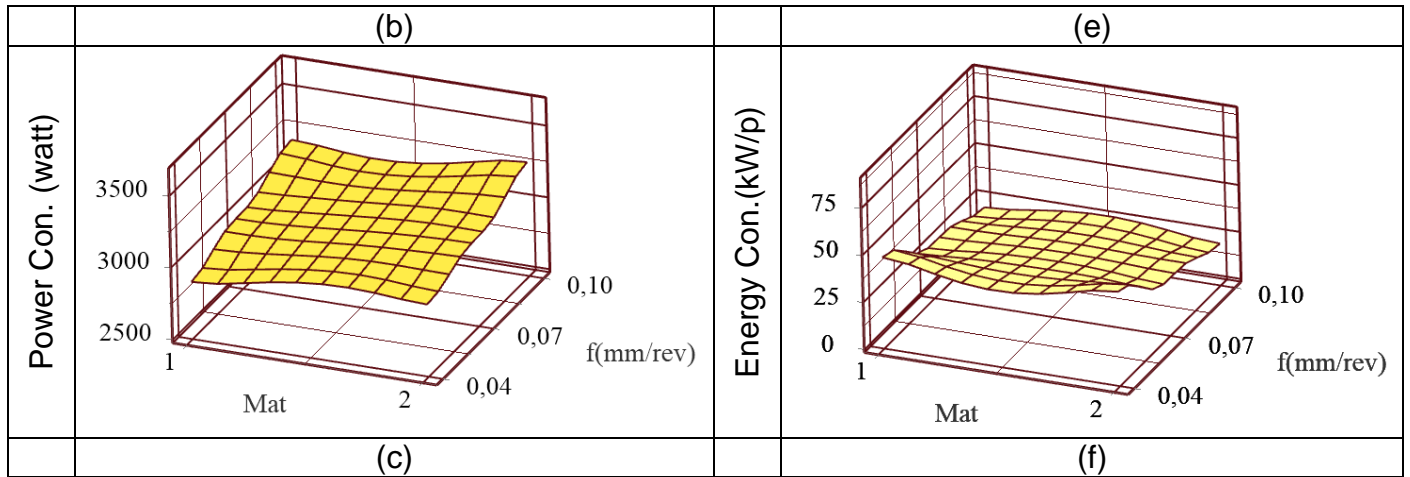 (b)
(e)
Power Con. (watt)
3500
3000
2500
1
Mat
2
0,04
0,07
0,10
f(mm/rev)
Energy Con.(kW/p)
75
50
25
0
1
Mat
2
0,04
0,07
0,10
f(mm/rev)
(c)
(f)